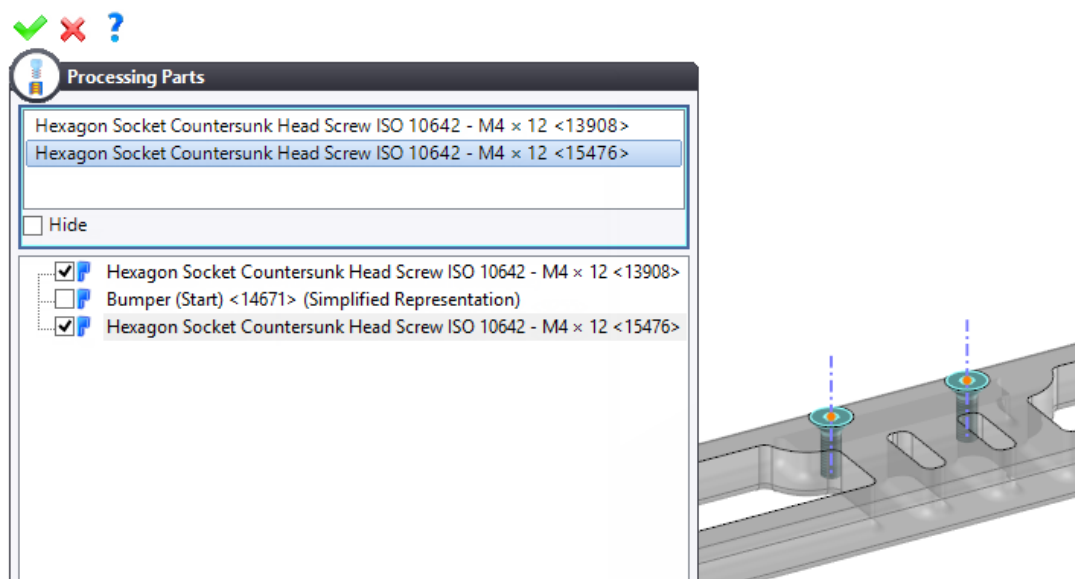 Processing Parts
Hexagon Socket Countersunk Head Screw ISO 10642 - M4 × 12 <13908>
Hexagon Socket Countersunk Head Screw ISO 10642 - M4 × 12 <15476>
Hide
Hexagon Socket Countersunk Head Screw ISO 10642 - M4 × 12 <13908>
Bumper (Start) <14671> (Simplified Representation)
Hexagon Socket Countersunk Head Screw ISO 10642 - M4 × 12 <15476>